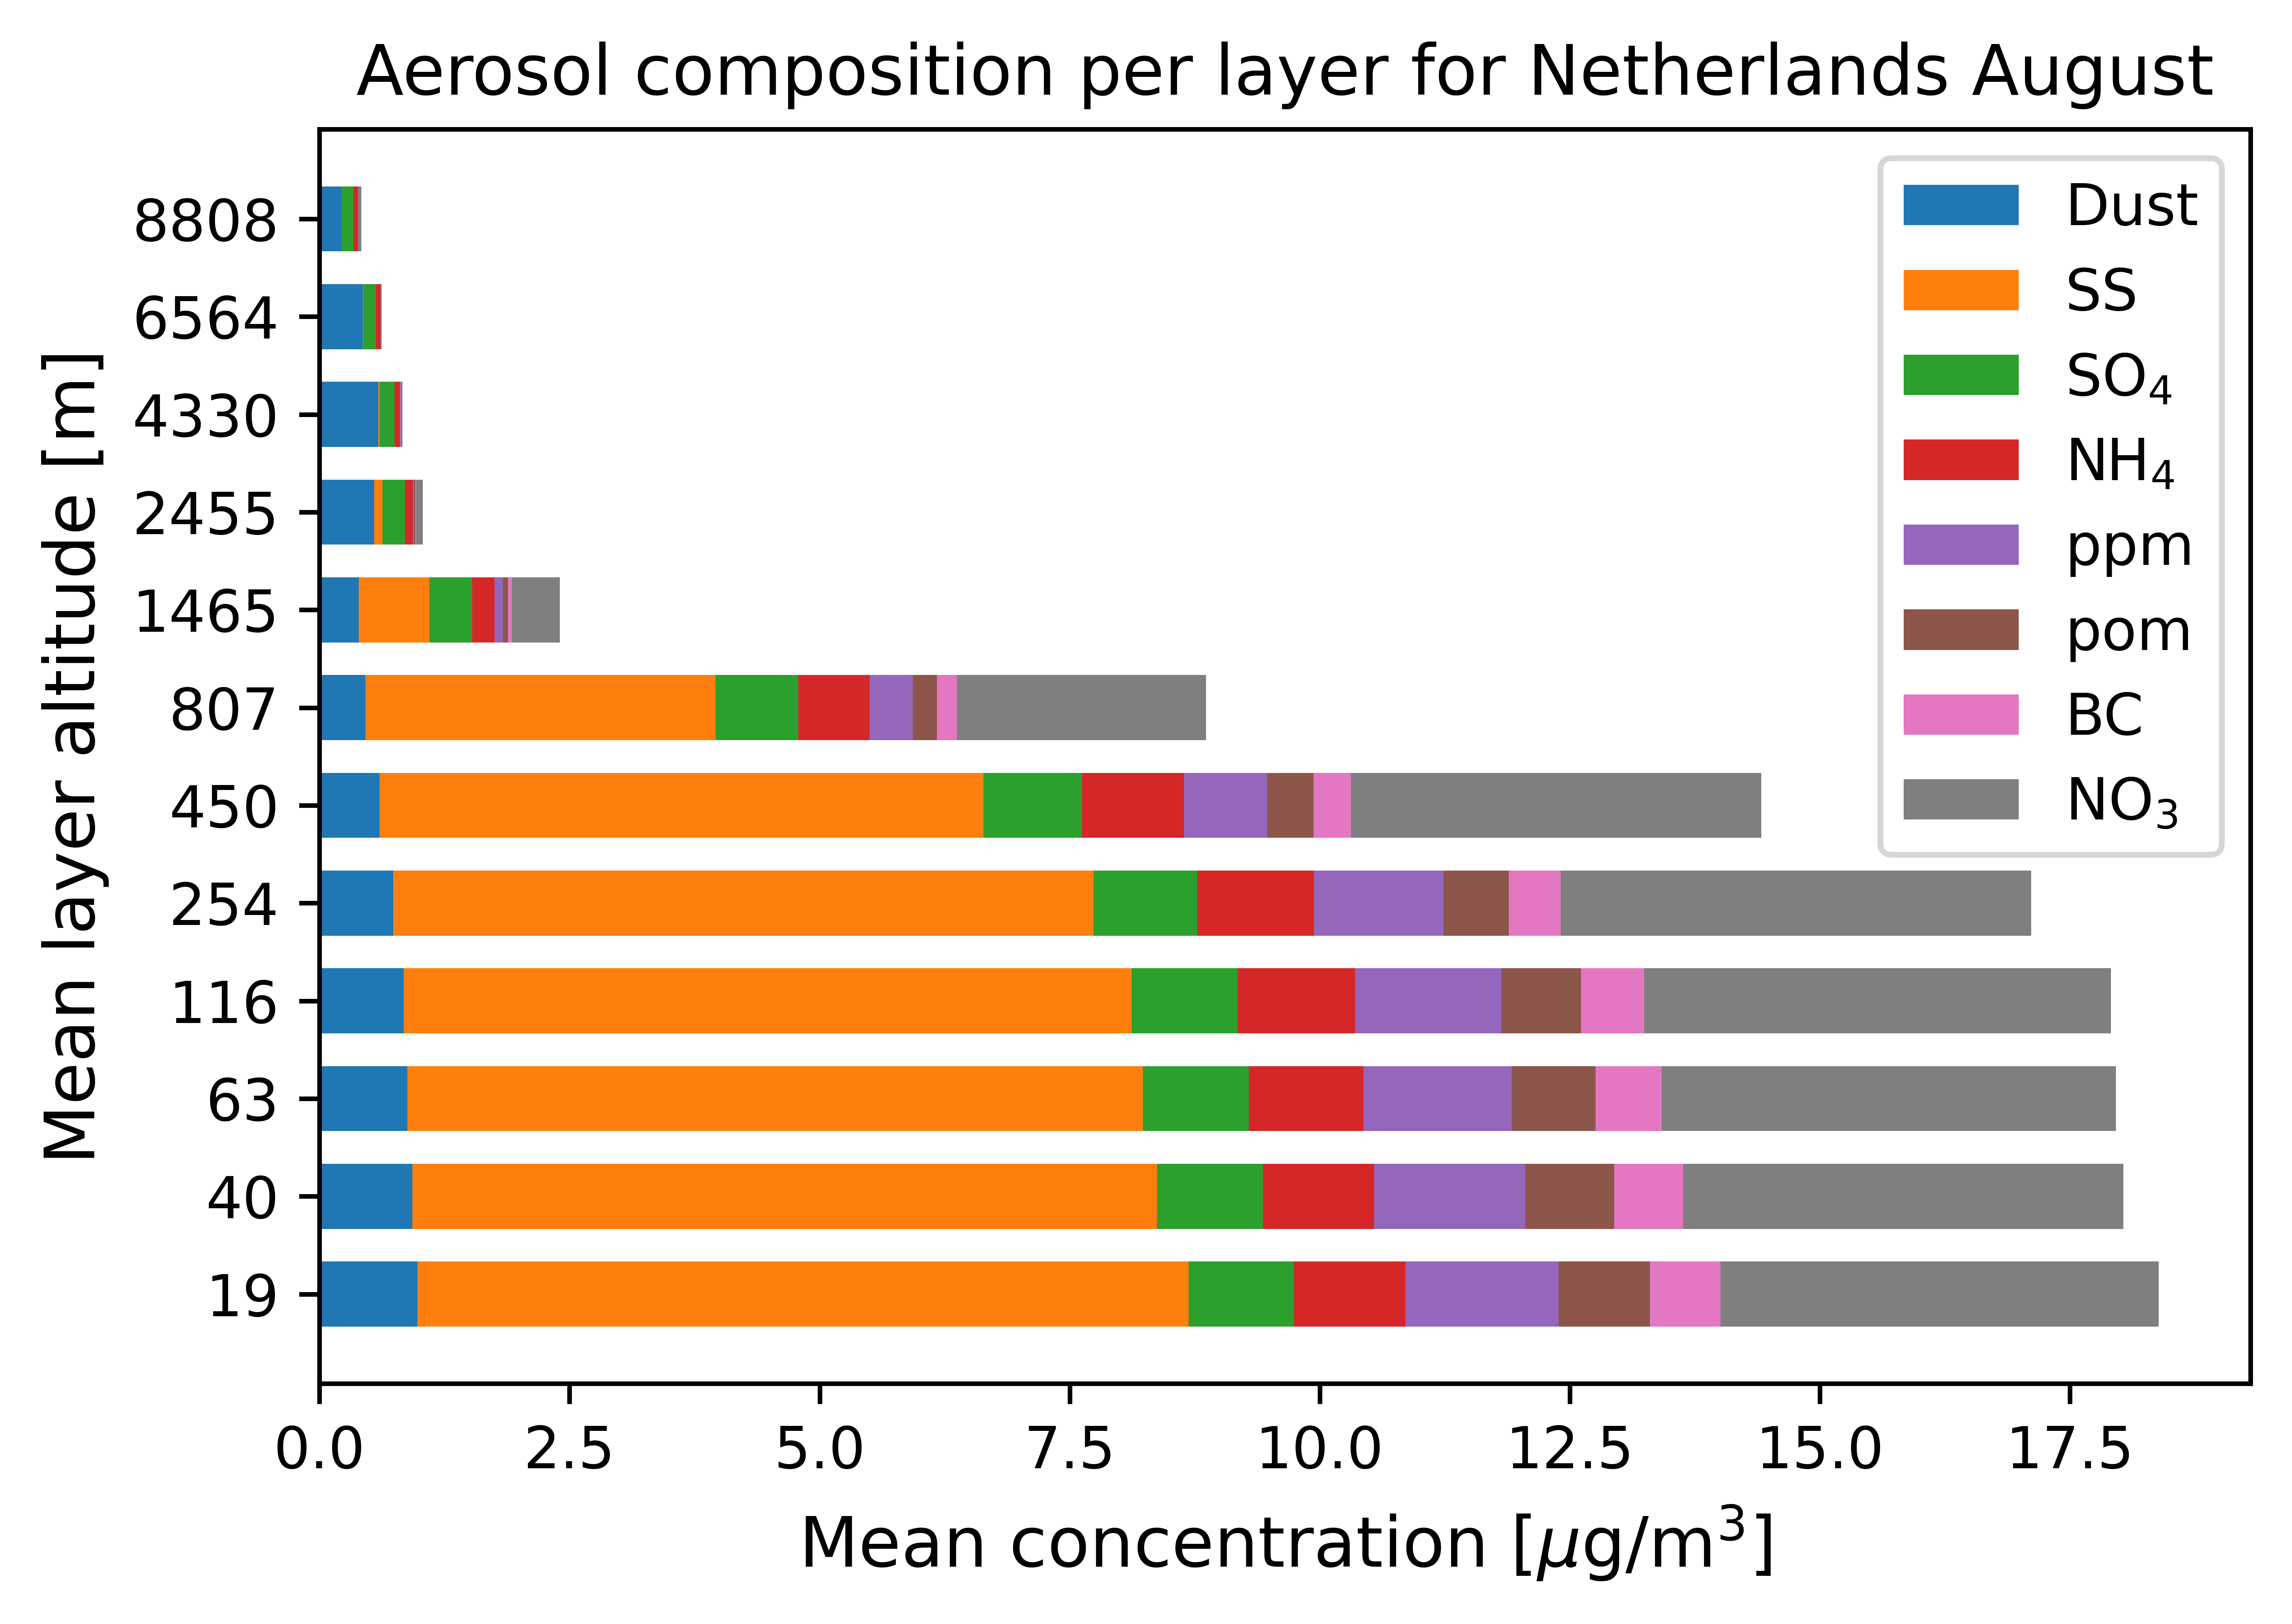 Aerosol composition per layer for Netherlands August
Mean layer altitude [m]
8808
6564
4330
2455
1465
807
450
254
116
63
40
19
Dust
SS
SO₄
NH₄
ppm
pom
BC
NO₃
0.0 2.5 5.0 7.5 10.0 12.5 15.0 17.5
Mean concentration [μg/m³]